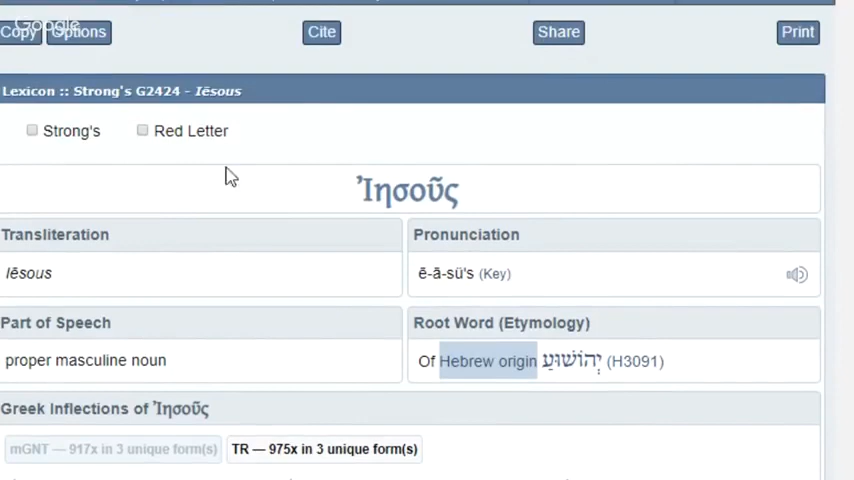 Google
Copy Options Cite Share Print
Lexicon :: Strong's G2424 - Iēsous
Strong's Red Letter
Ἰησοῦς
Transliteration Pronunciation
Iēsous ē-ā-sü's (Key)
Part of Speech Root Word (Etymology)
proper masculine noun Of Hebrew origin יְהוֹשׁוּעַ (H3091)
Greek Inflections of Ἰησοῦς
mGNT — 917x in 3 unique form(s) TR — 975x in 3 unique form(s)